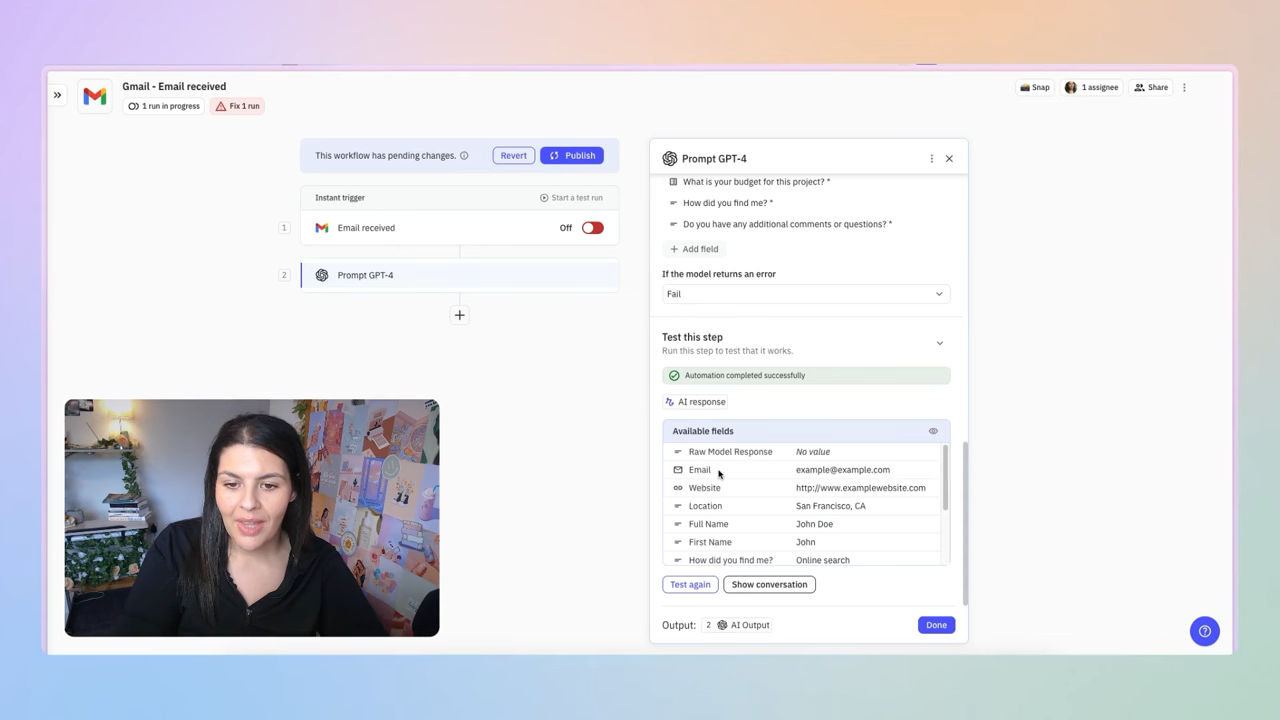 Gmail - Email received
1 run in progress
Fix 1 run
Snap
1 assignee
Share
This workflow has pending changes.
Revert
Publish
Instant trigger
Start a test run
1
Email received
Off
2
Prompt GPT-4
Prompt GPT-4
What is your budget for this project? *
How did you find me? *
Do you have any additional comments or questions? *
Add field
If the model returns an error
Fail
Test this step
Run this step to test that it works.
Automation completed successfully
AI response
Available fields
Raw Model Response No value
Email example@example.com
Website http://www.examplewebsite.com
Location San Francisco, CA
Full Name John Doe
First Name John
How did you find me? Online search
Test again
Show conversation
Output: 2 AI Output
Done